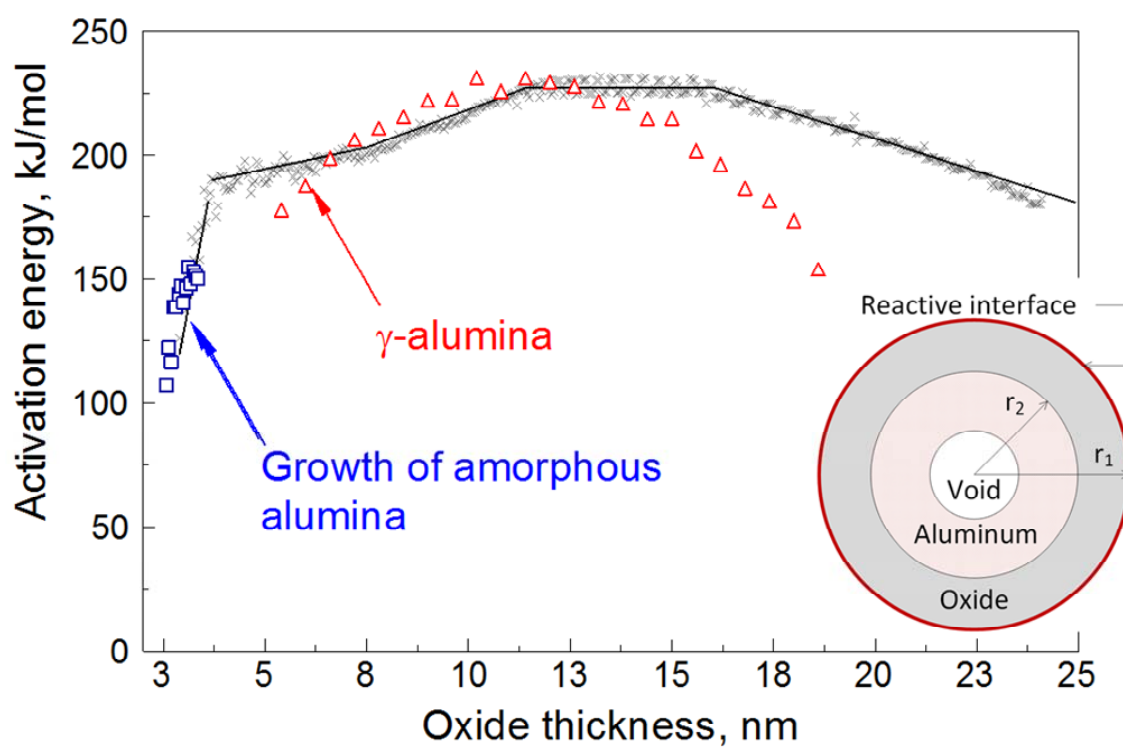 250
200
150
100
50
0
Activation energy, kJ/mol
γ-alumina
Growth of amorphous
alumina
Reactive interface
r2
r1
Void
Aluminum
Oxide
3 5 8 10 13 15 18 20 23 25
Oxide thickness, nm